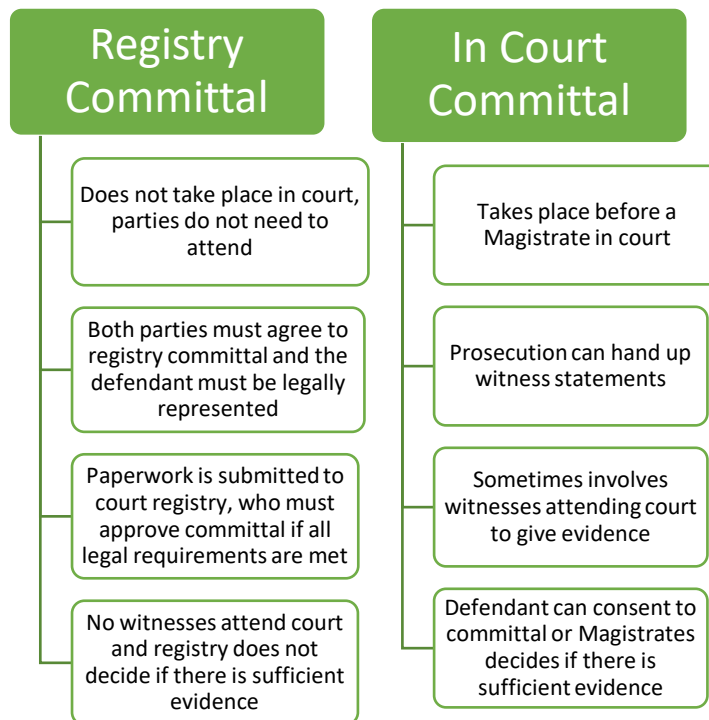 Registry
Committal
Does not take place in court,
parties do not need to
attend
Both parties must agree to
registry committal and the
defendant must be legally
represented
Paperwork is submitted to
court registry, who must
approve committal if all
legal requirements are met
No witnesses attend court
and registry does not
decide if there is sufficient
evidence
In Court
Committal
Takes place before a
Magistrate in court
Prosecution can hand up
witness statements
Sometimes involves
witnesses attending court
to give evidence
Defendant can consent to
committal or Magistrates
decides if there is
sufficient evidence